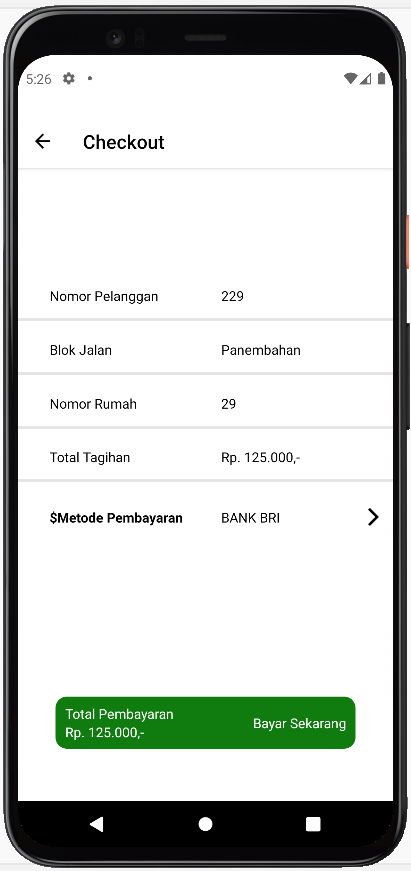 5:26
Checkout
Nomor Pelanggan 229
Blok Jalan Panembahan
Nomor Rumah 29
Total Tagihan Rp. 125.000,-
$Metode Pembayaran BANK BRI
Total Pembayaran
Rp. 125.000,-
Bayar Sekarang